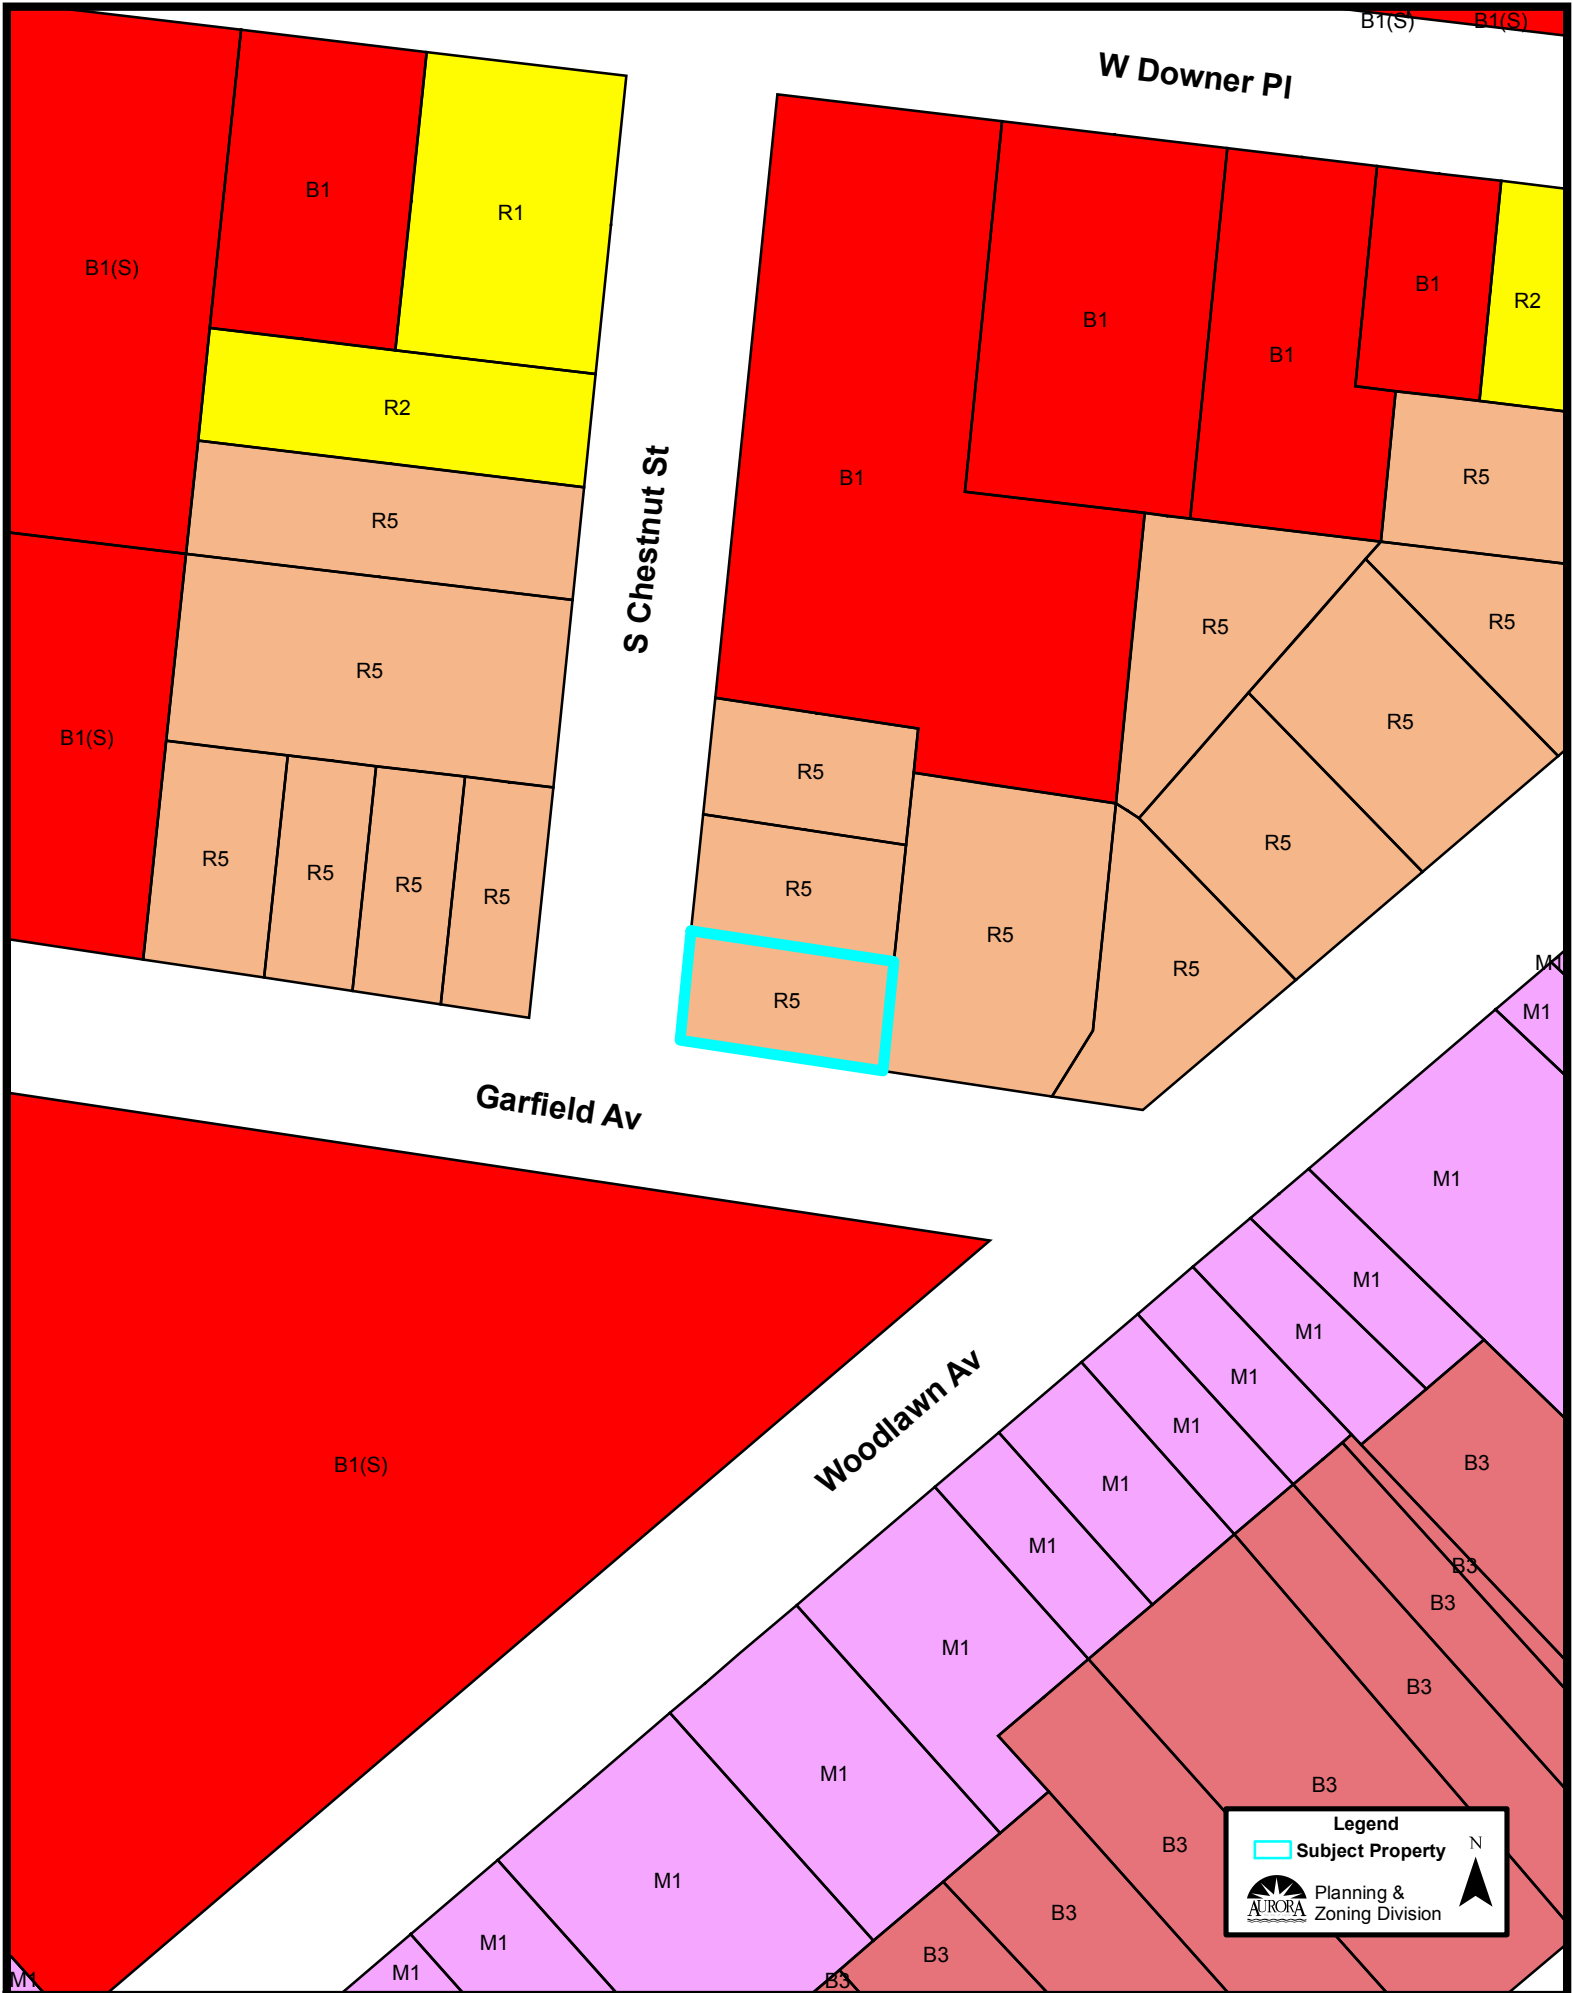 B1(S)
B1(S)
W Downer Pl
B1
R1
B1(S)
B1
R2
B1
B1
R2
B1
R5
R5
S Chestnut St
R5
R5
R5
R5
B1(S)
R5
R5
R5
R5
R5
R5
R5
R5
R5
R5
M1
R5
M1
Garfield Av
M1
M1
M1
Woodlawn Av
M1
M1
B1(S)
B3
M1
M1
B3
B3
M1
B3
M1
B3
B3
M1
B3
M1
B3
M1
M1
B3
Legend
Subject Property
N
AURORA
Planning &
Zoning Division